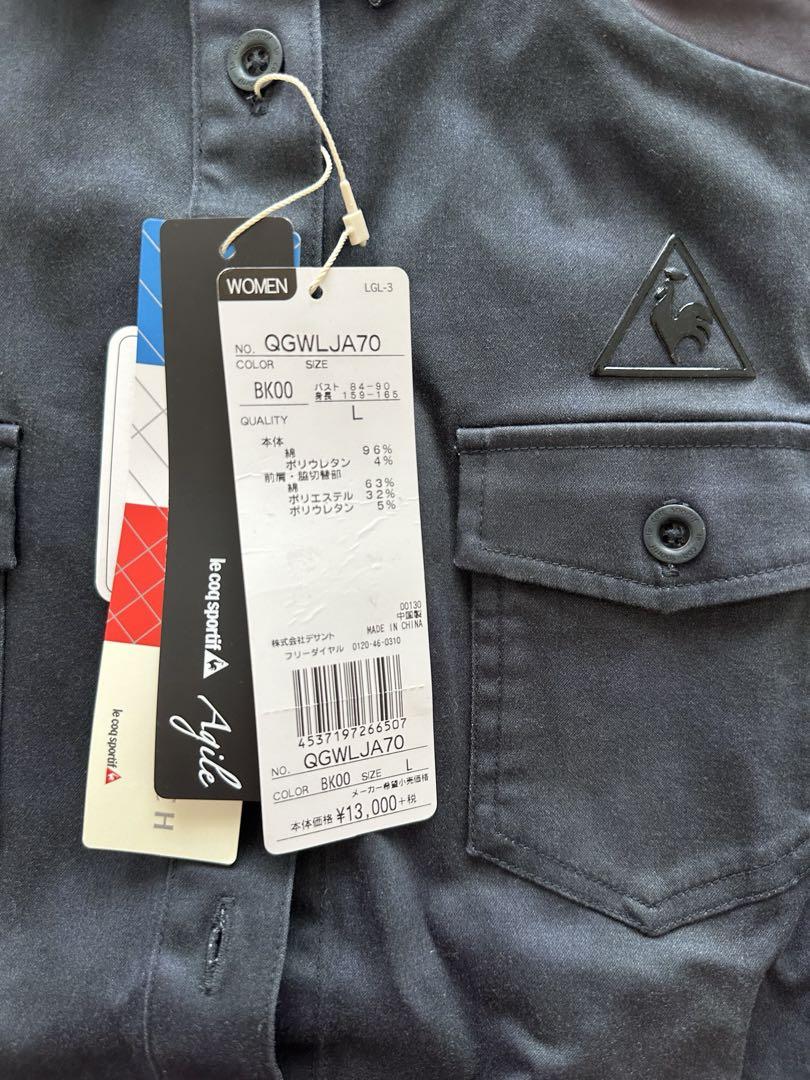 WOMEN
LGL-3
NO. QGWLJA70
COLOR SIZE
BK00 バスト 84-90
身長 159-165
L
QUALITY
本体
綿 96%
ポリウレタン 4%
前肩・脇切替部
綿 63%
ポリエステル 32%
ポリウレタン 5%
00130
中国製
MADE IN CHINA
株式会社デサント
フリーダイヤル 0120-46-0310
4537197266507
NO. QGWLJA70
COLOR BK00 SIZE L
メーカー希望小売価格
本体価格 ¥13,000+税
le coq sportif
Agile
le coq sportif
TH